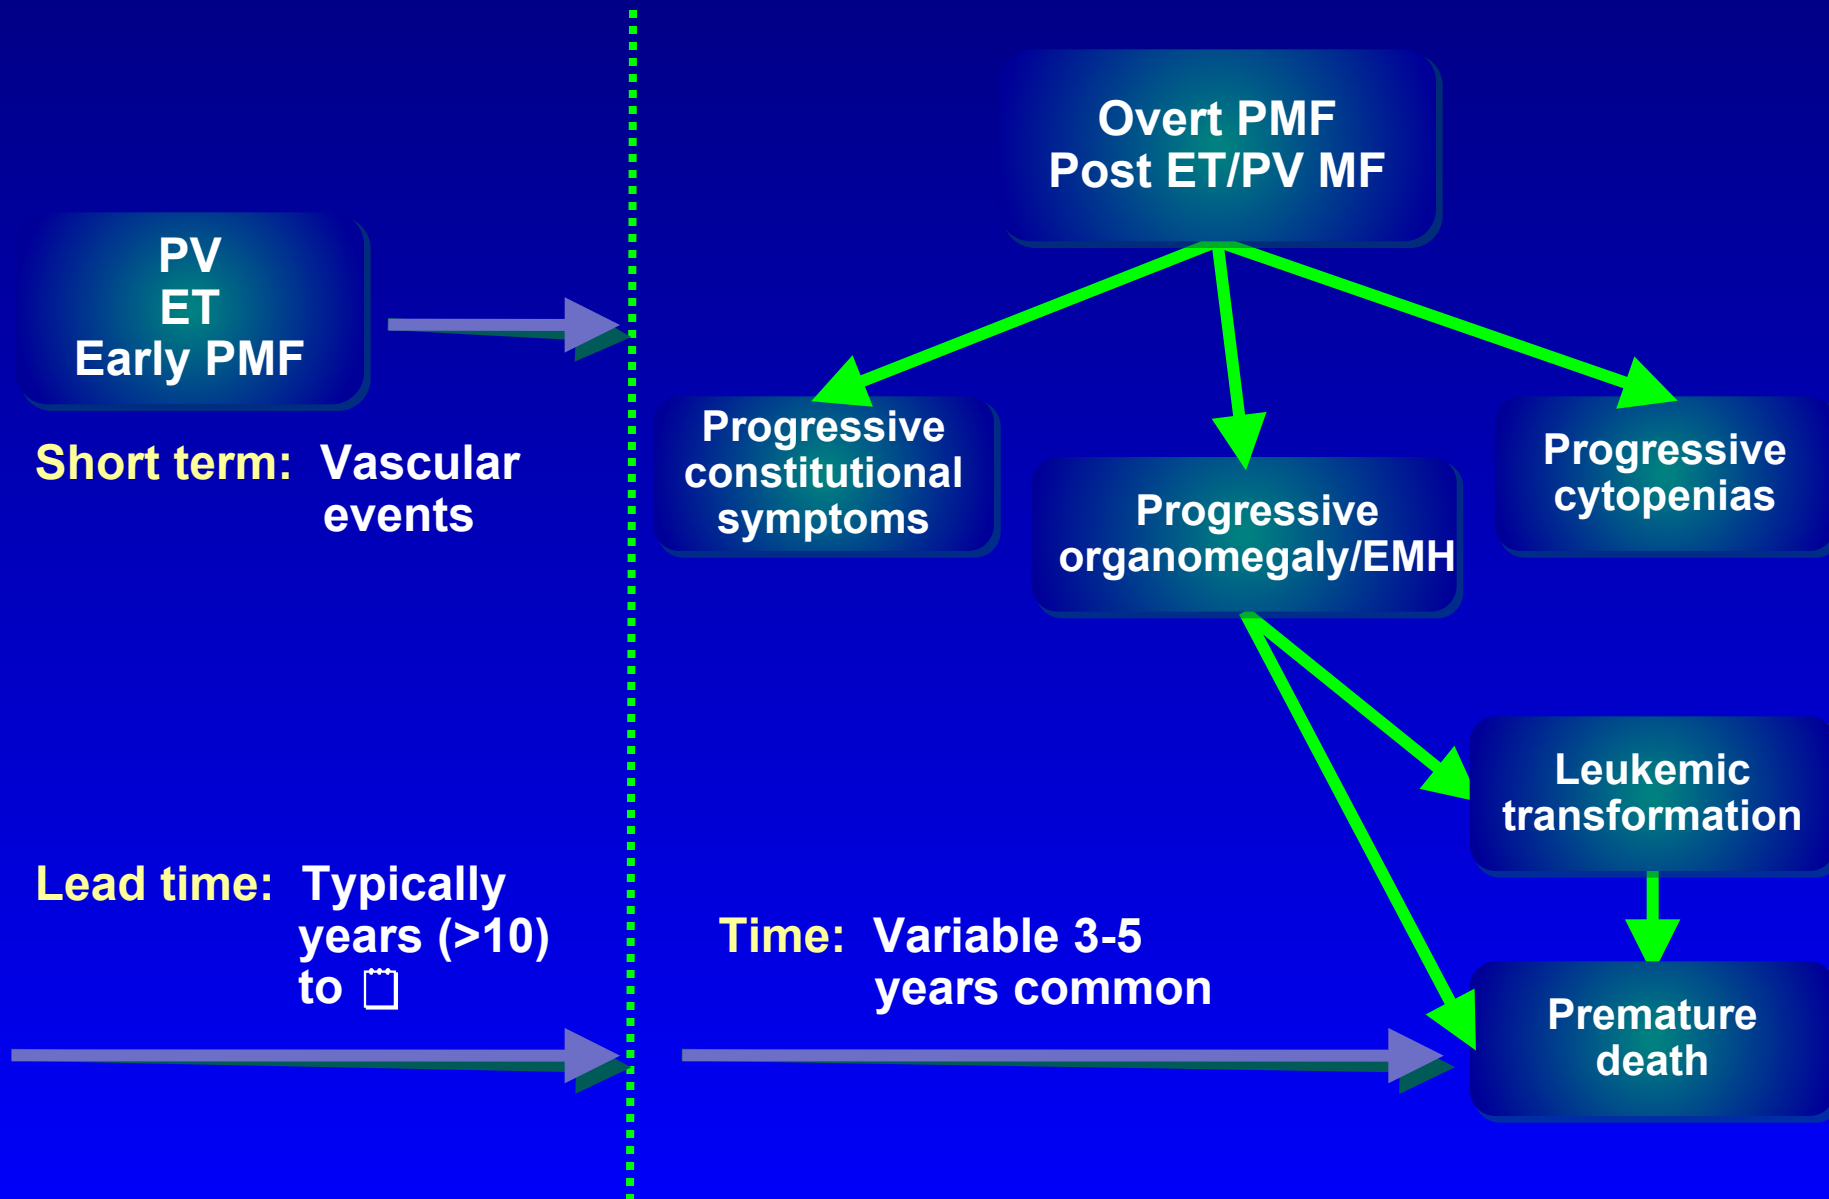 PV
ET
Early PMF
Short term: Vascular
events
Lead time: Typically
years (>10)
to
Overt PMF
Post ET/PV MF
Progressive
constitutional
symptoms
Progressive
organomegaly/EMH
Progressive
cytopenias
Leukemic
transformation
Time: Variable 3-5
years common
Premature
death